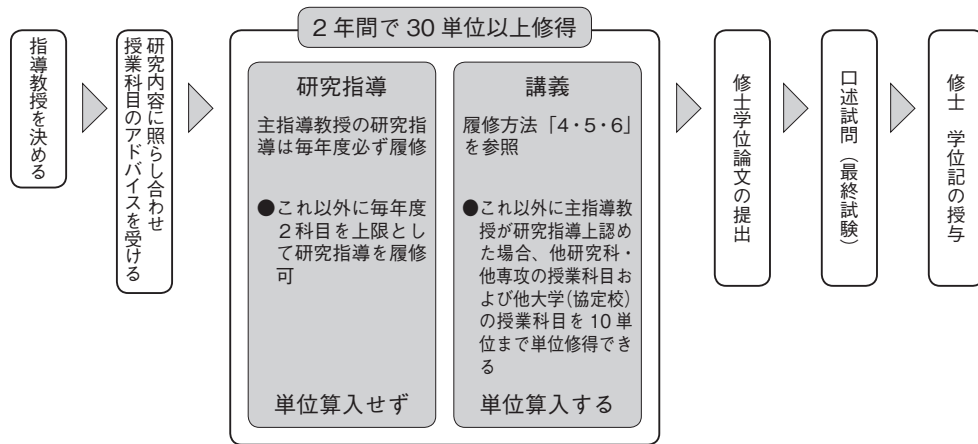 指導教授を決める
研究内容に照らし合わせ
授業科目のアドバイスを受ける
2年間で30単位以上修得
研究指導
主指導教授の研究指
導は毎年度必ず履修
●これ以外に毎年度
2科目を上限とし
て研究指導を履修
可
単位算入せず
講義
履修方法「4・5・6」
を参照
●これ以外に主指導教
授が研究指導上認め
た場合、他研究科・
他専攻の授業科目お
よび他大学(協定校)
の授業科目を10単
位まで単位修得でき
る
単位算入する
修士学位論文の提出
口述試問(最終試験)
修士 学位記の授与